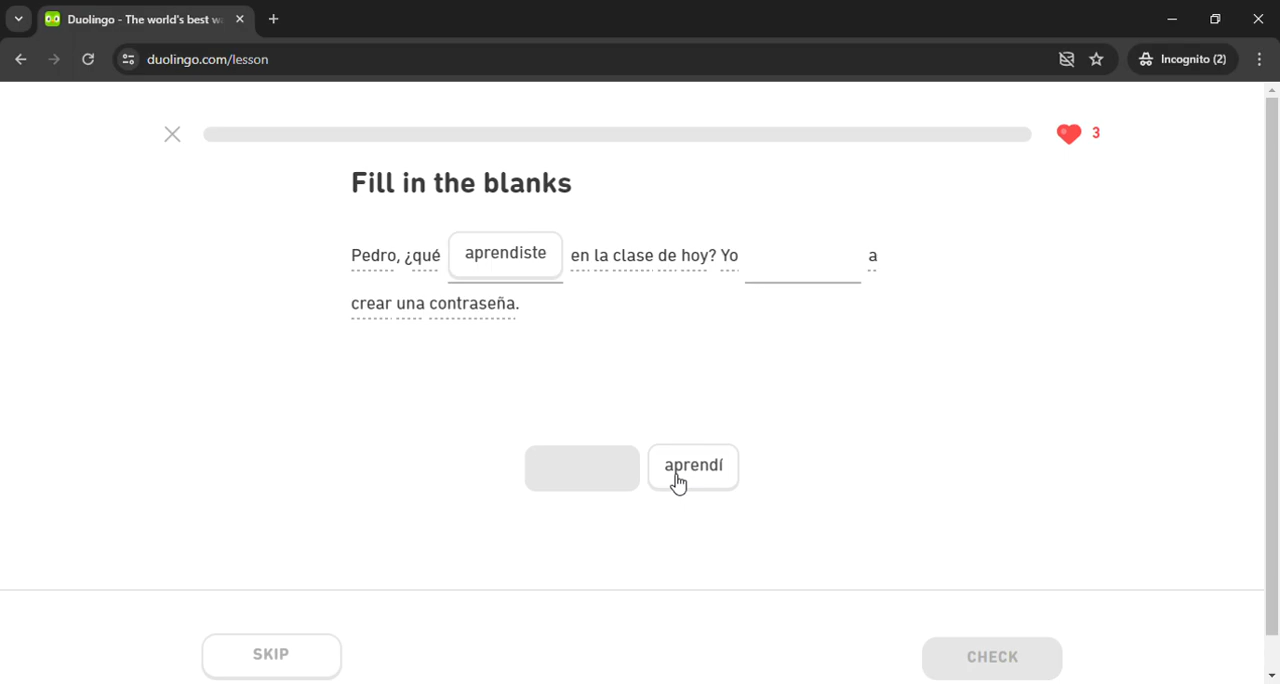 Duolingo - The world's best w
duolingo.com/lesson
Incognito (2)
3
Fill in the blanks
Pedro, ¿qué aprendiste en la clase de hoy? Yo a
crear una contraseña.
aprendí
SKIP
CHECK